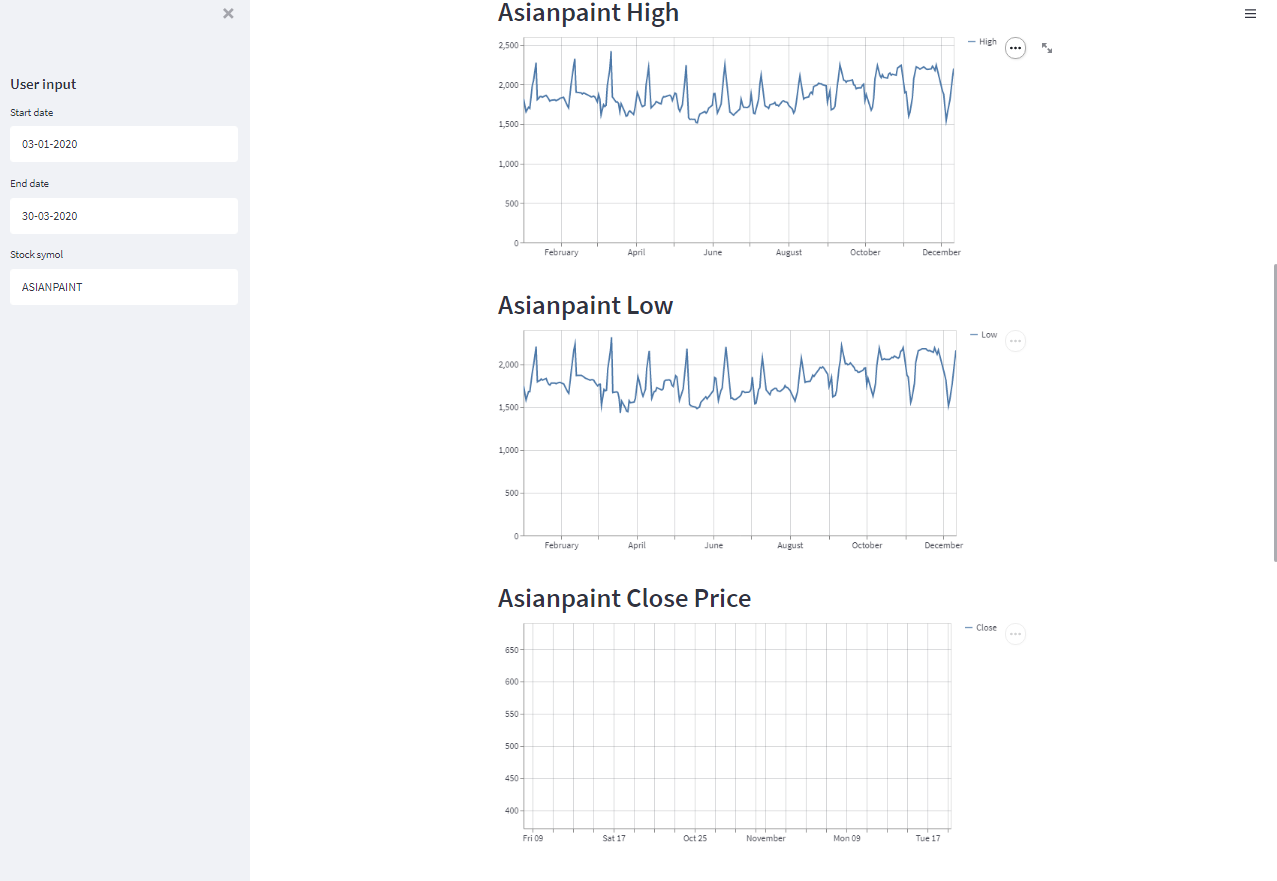 User input
Start date
03-01-2020
End date
30-03-2020
Stock symol
ASIANPAINT
Asianpaint High
High
2,500
2,000
1,500
1,000
500
0
February April June August October December
Asianpaint Low
Low
2,000
1,500
1,000
500
0
February April June August October December
Asianpaint Close Price
Close
650
600
550
500
450
400
Fri 09 Sat 17 Oct 25 November Mon 09 Tue 17